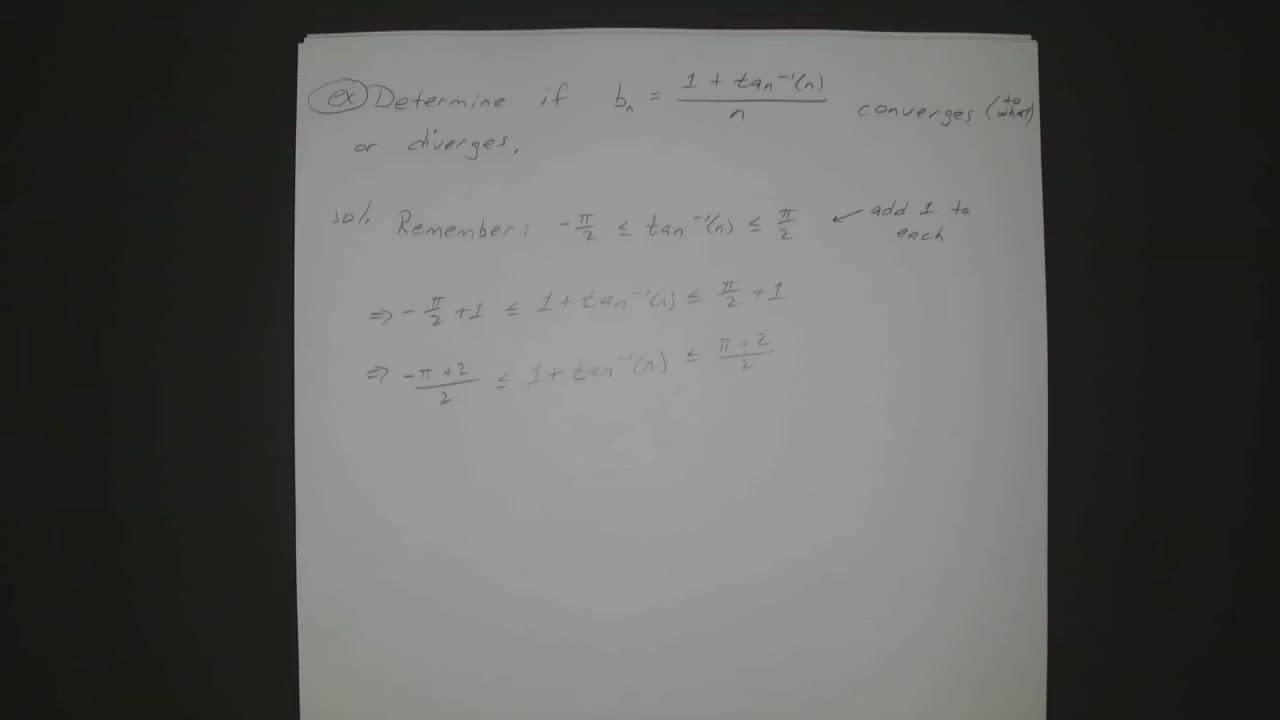 ex Determine if bₙ = (1 + tan⁻¹(n))/n converges (to what)
or diverges.
sol'n Remember: -π/2 ≤ tan⁻¹(n) ≤ π/2 ↙ add 1 to each
⇒ -π/2 + 1 ≤ 1 + tan⁻¹(n) ≤ π/2 + 1
⇒ (-π + 2)/2 ≤ 1 + tan⁻¹(n) ≤ (π + 2)/2